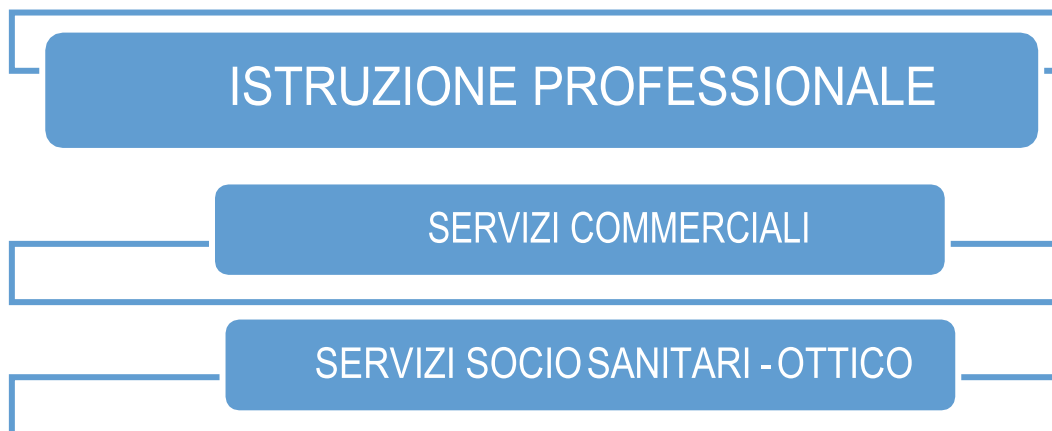 ISTRUZIONE PROFESSIONALE
SERVIZI COMMERCIALI
SERVIZI SOCIO SANITARI - OTTICO